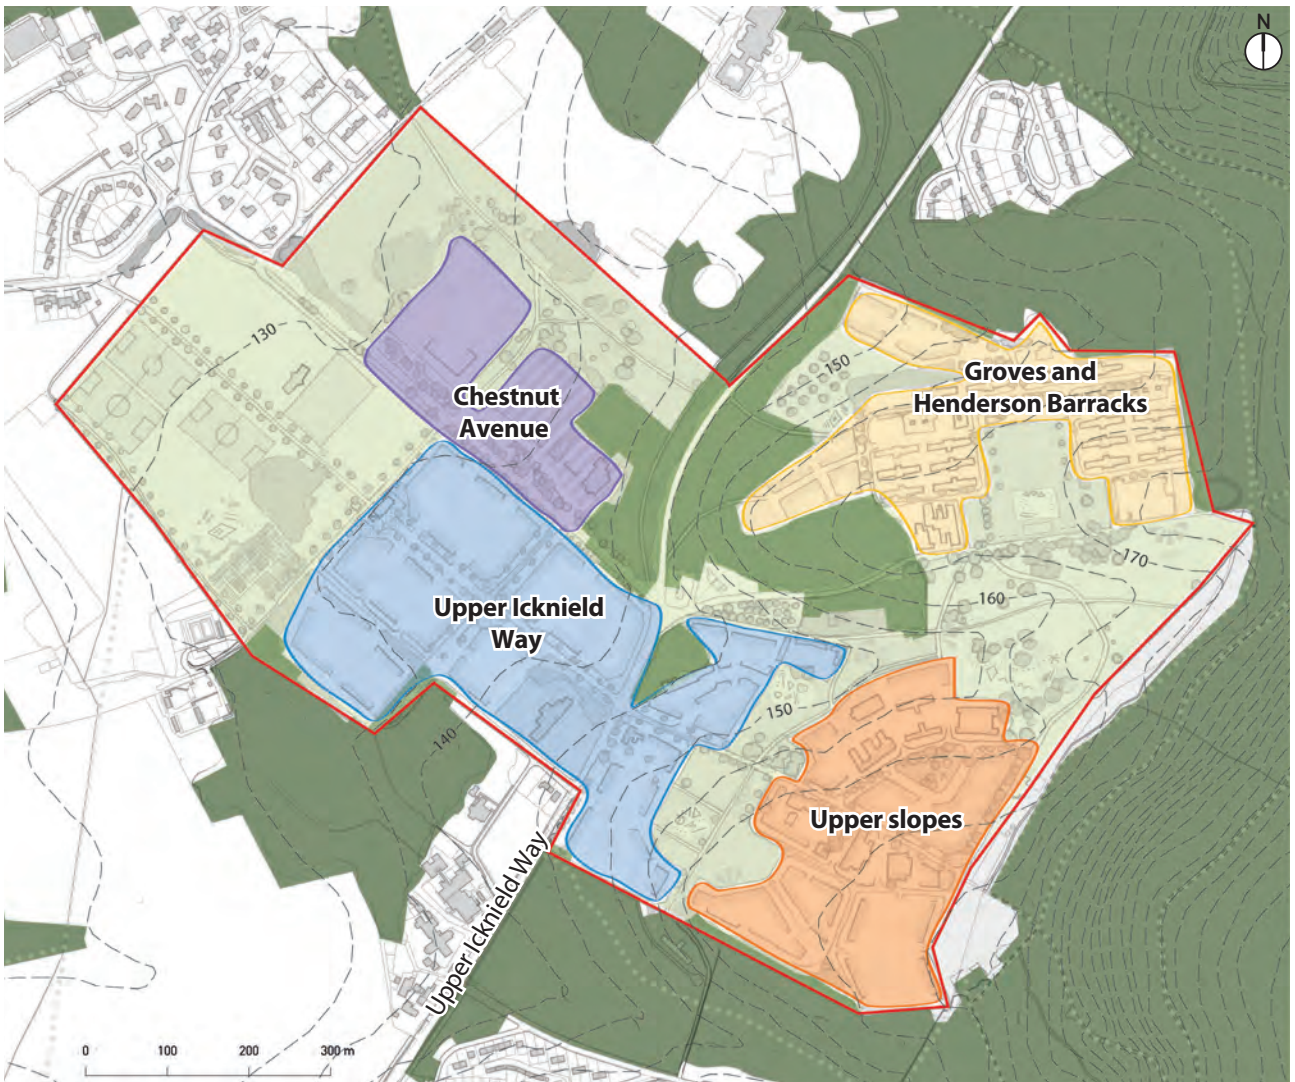 N
130
150
Groves and
Henderson Barracks
Chestnut
Avenue
170
160
Upper Icknield
Way
150
140
Upper slopes
Upper Icknield Way
0 100 200 300 m